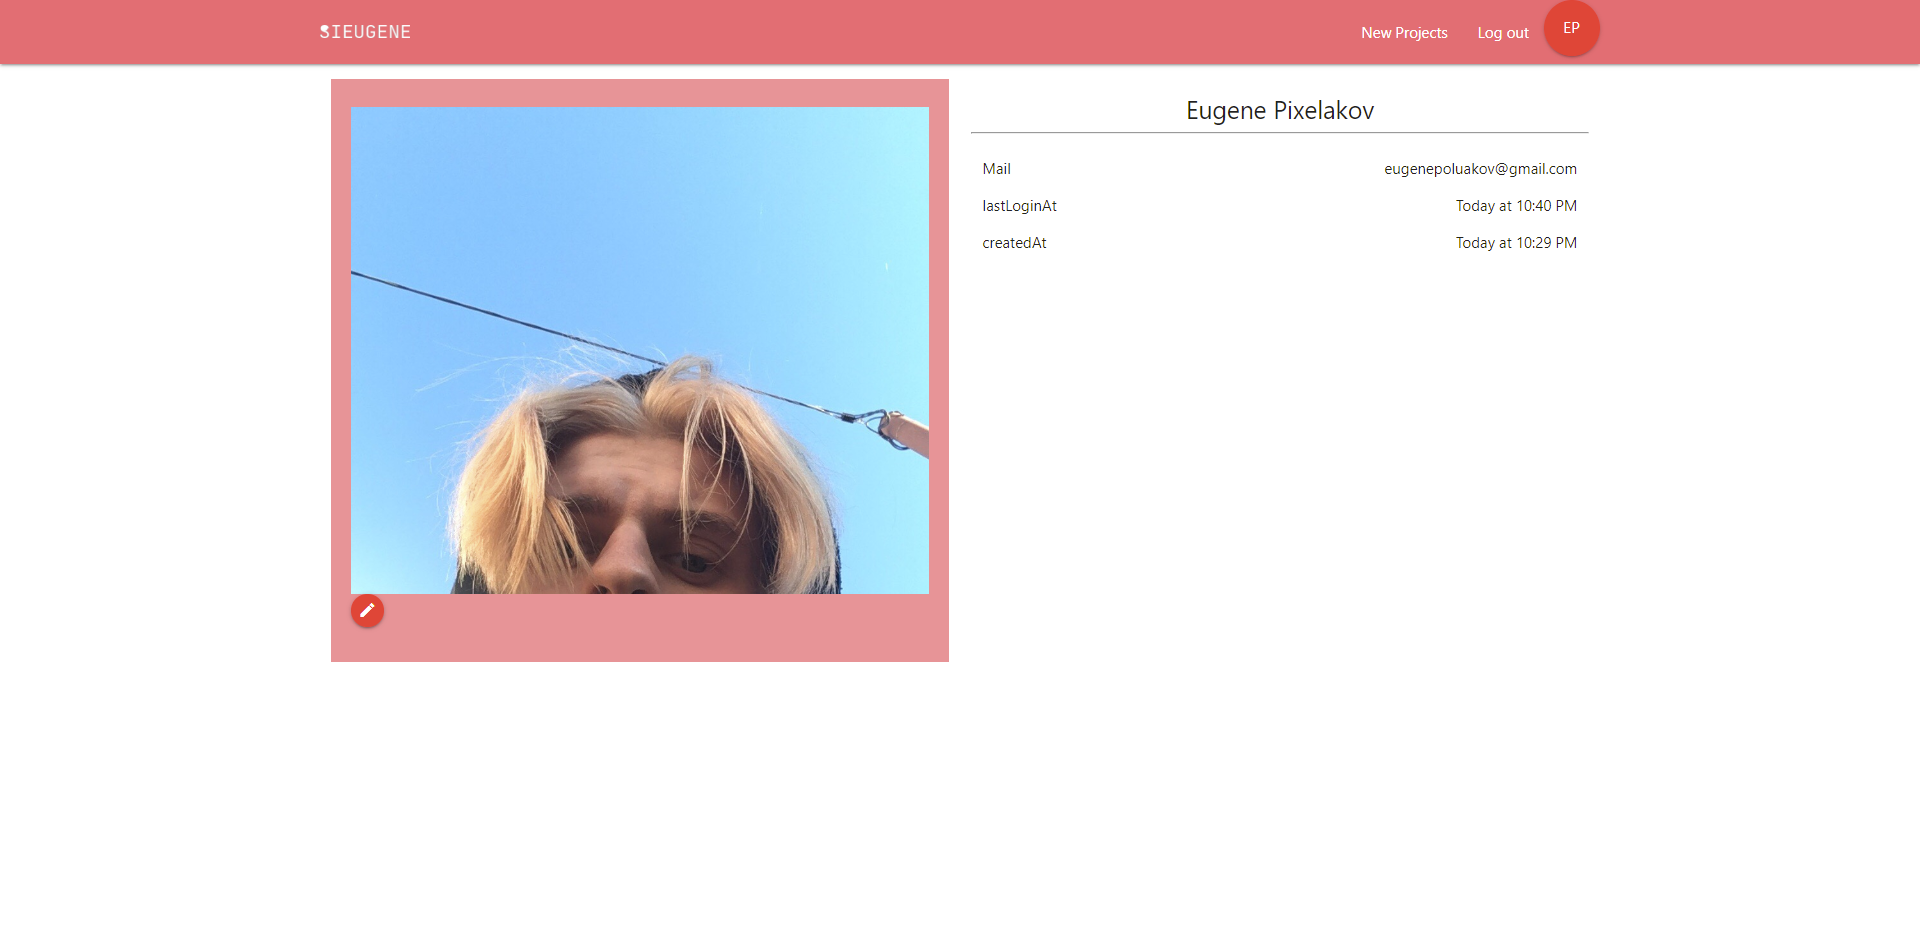 SIEUGENE
New Projects
Log out
EP
Eugene Pixelakov
Mail eugenepoluakov@gmail.com
lastLoginAt Today at 10:40 PM
createdAt Today at 10:29 PM